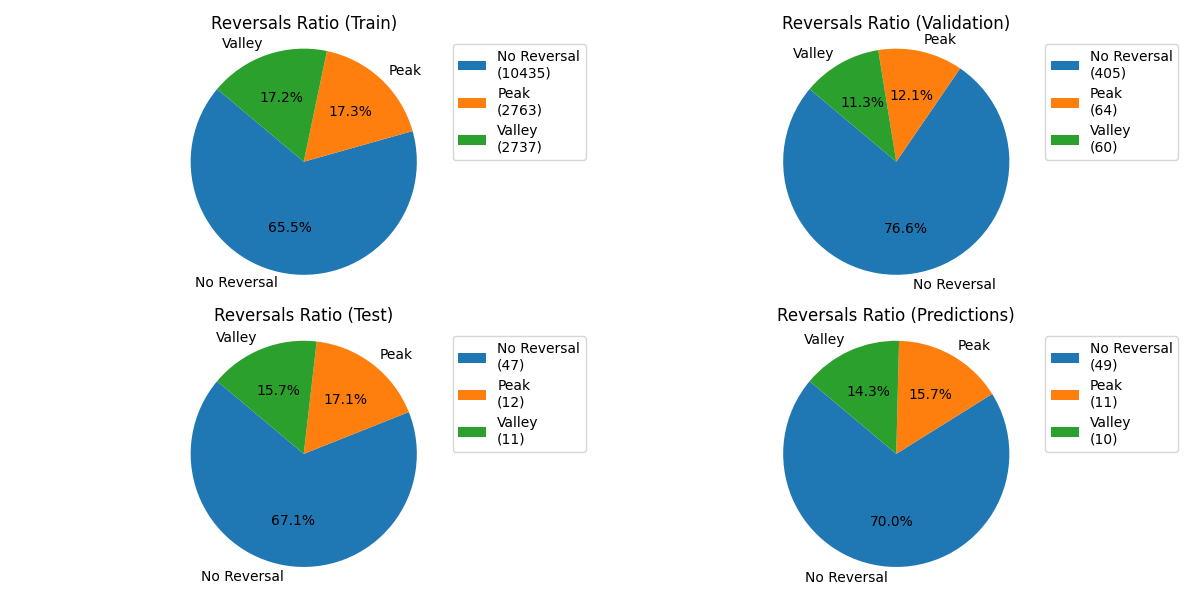 Reversals Ratio (Train)
Valley
Peak
17.2%
17.3%
65.5%
No Reversal
No Reversal
(10435)
Peak
(2763)
Valley
(2737)
Reversals Ratio (Validation)
Peak
Valley
11.3%
12.1%
76.6%
No Reversal
No Reversal
(405)
Peak
(64)
Valley
(60)
Reversals Ratio (Test)
Valley
Peak
15.7%
17.1%
67.1%
No Reversal
No Reversal
(47)
Peak
(12)
Valley
(11)
Reversals Ratio (Predictions)
Valley
Peak
14.3%
15.7%
70.0%
No Reversal
No Reversal
(49)
Peak
(11)
Valley
(10)